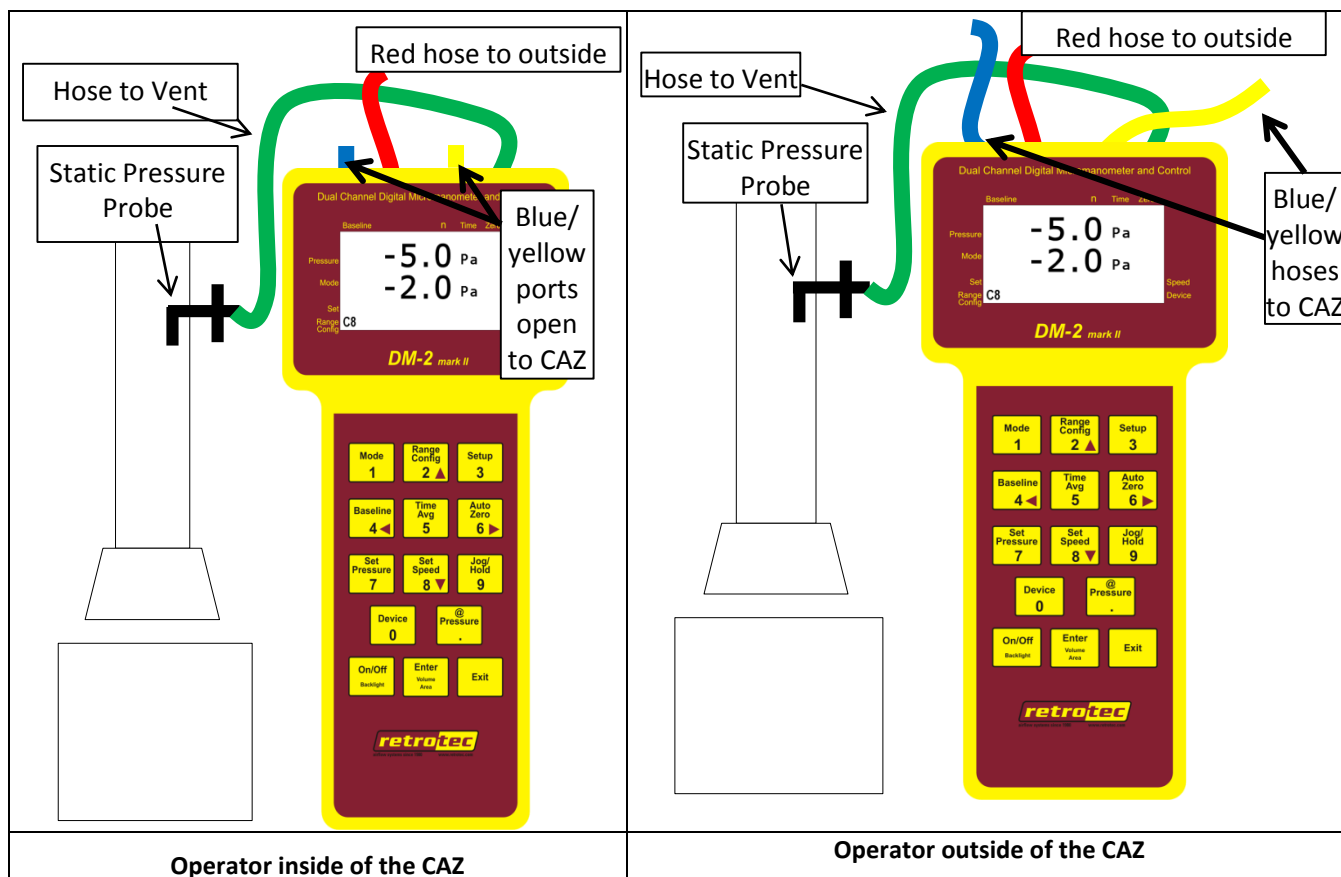 Red hose to outside
Hose to Vent
Static Pressure
Probe
Blue/
yellow
ports
open
to CAZ
Dual Channel Digital Micromanometer and
Baseline n Time Zero
Pressure
-5.0 Pa
Mode
-2.0 Pa
Set
Range
Config
C8
DM-2 mark II
Mode
1
Range
Config
2
Setup
3
Baseline
4
Time
Avg
5
Auto
Zero
6
Set
Pressure
7
Set
Speed
8
Jog/
Hold
9
Device
0
@
Pressure
.
On/Off
Backlight
Enter
Volume
Area
Exit
retrotec
Operator inside of the CAZ
Red hose to outside
Hose to Vent
Static Pressure
Probe
Blue/
yellow
hoses
to CAZ
Dual Channel Digital Micromanometer and Control
Baseline n Time Zero
Pressure
-5.0 Pa
Mode
-2.0 Pa
Set
Speed
Range
Config
C8
Device
DM-2 mark II
Mode
1
Range
Config
2
Setup
3
Baseline
4
Time
Avg
5
Auto
Zero
6
Set
Pressure
7
Set
Speed
8
Jog/
Hold
9
Device
0
@
Pressure
.
On/Off
Backlight
Enter
Volume
Area
Exit
retrotec
Operator outside of the CAZ